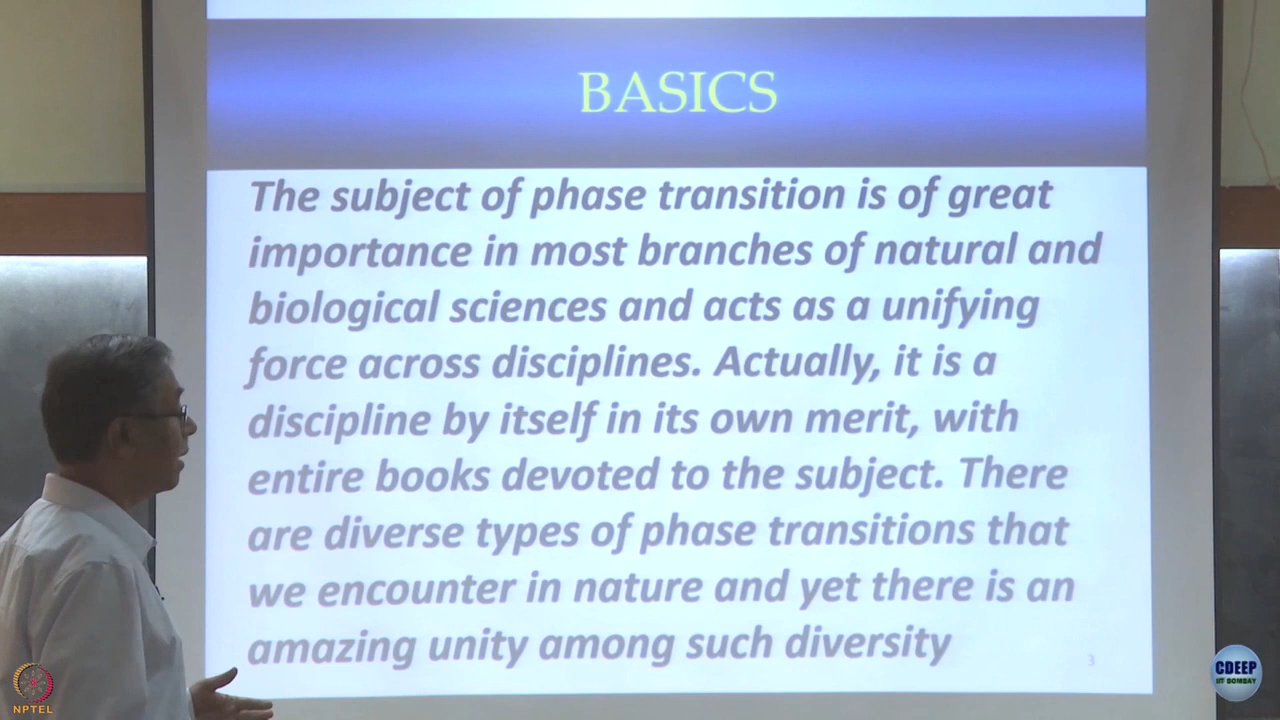 BASICS
The subject of phase transition is of great
importance in most branches of natural and
biological sciences and acts as a unifying
force across disciplines. Actually, it is a
discipline by itself in its own merit, with
entire books devoted to the subject. There
are diverse types of phase transitions that
we encounter in nature and yet there is an
amazing unity among such diversity
3
NPTEL
CDEEP
IIT BOMBAY